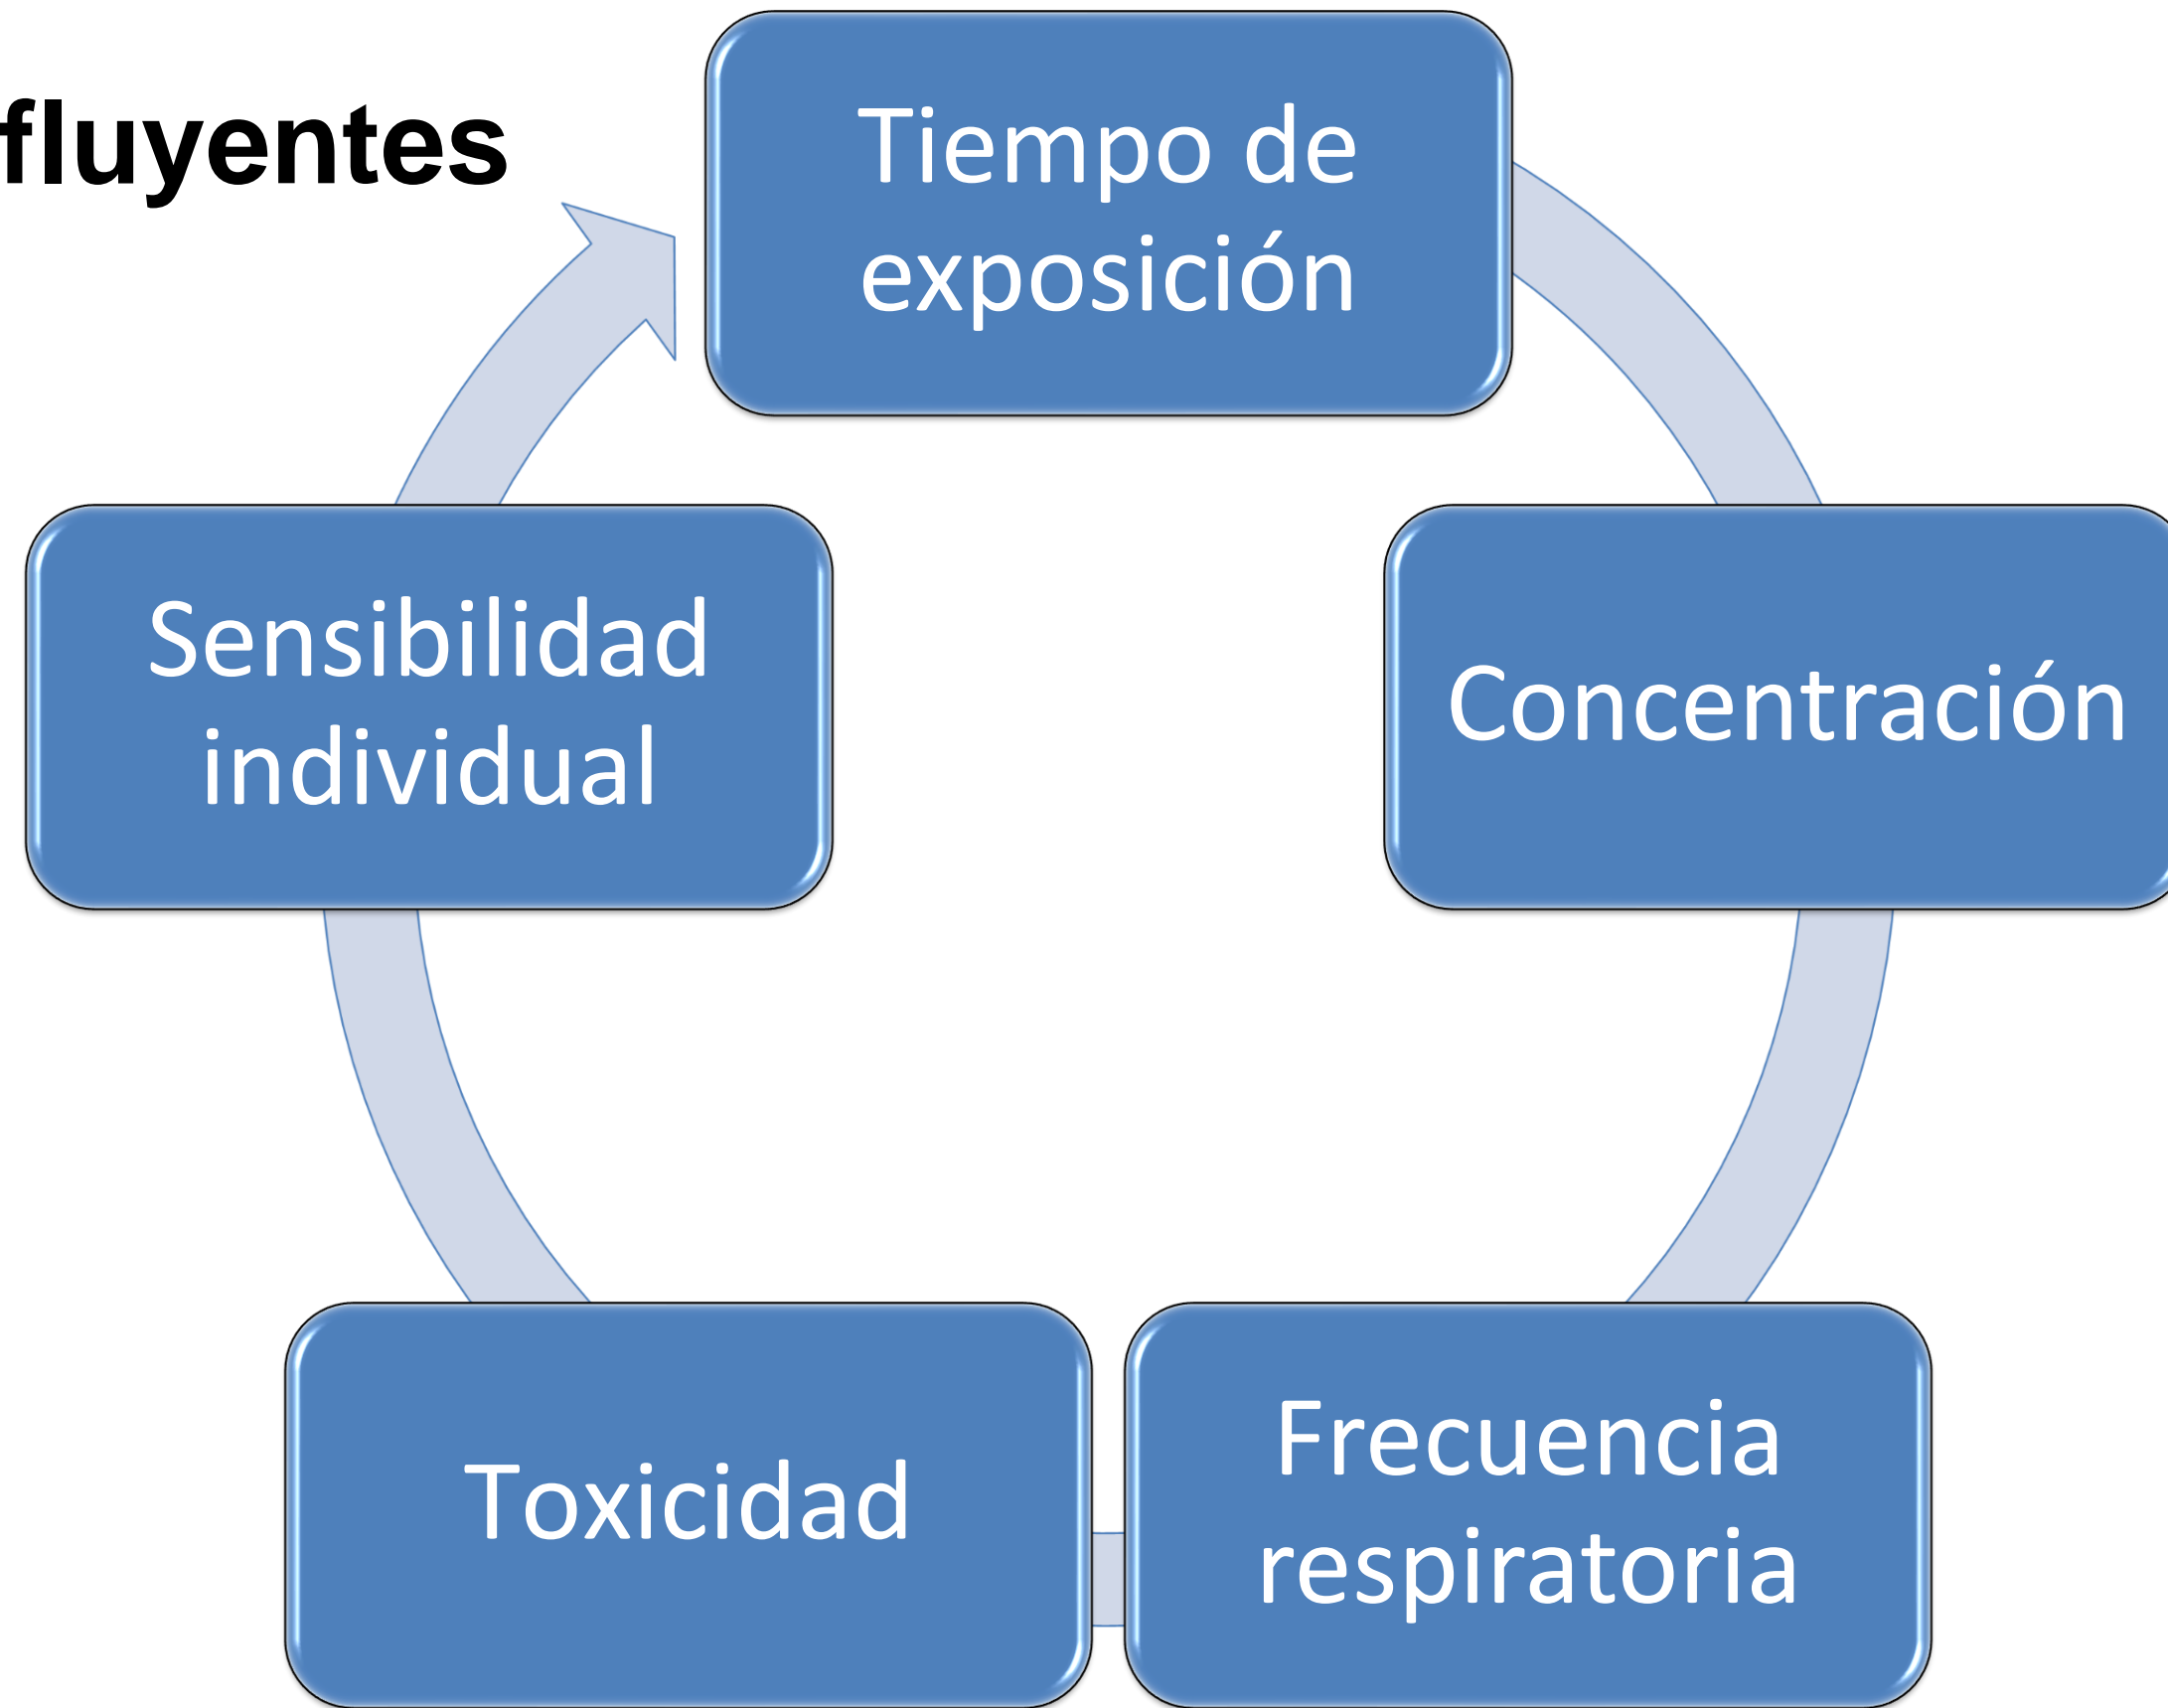 fluyentes
Tiempo de
exposición
Sensibilidad
individual
Concentración
Toxicidad
Frecuencia
respiratoria